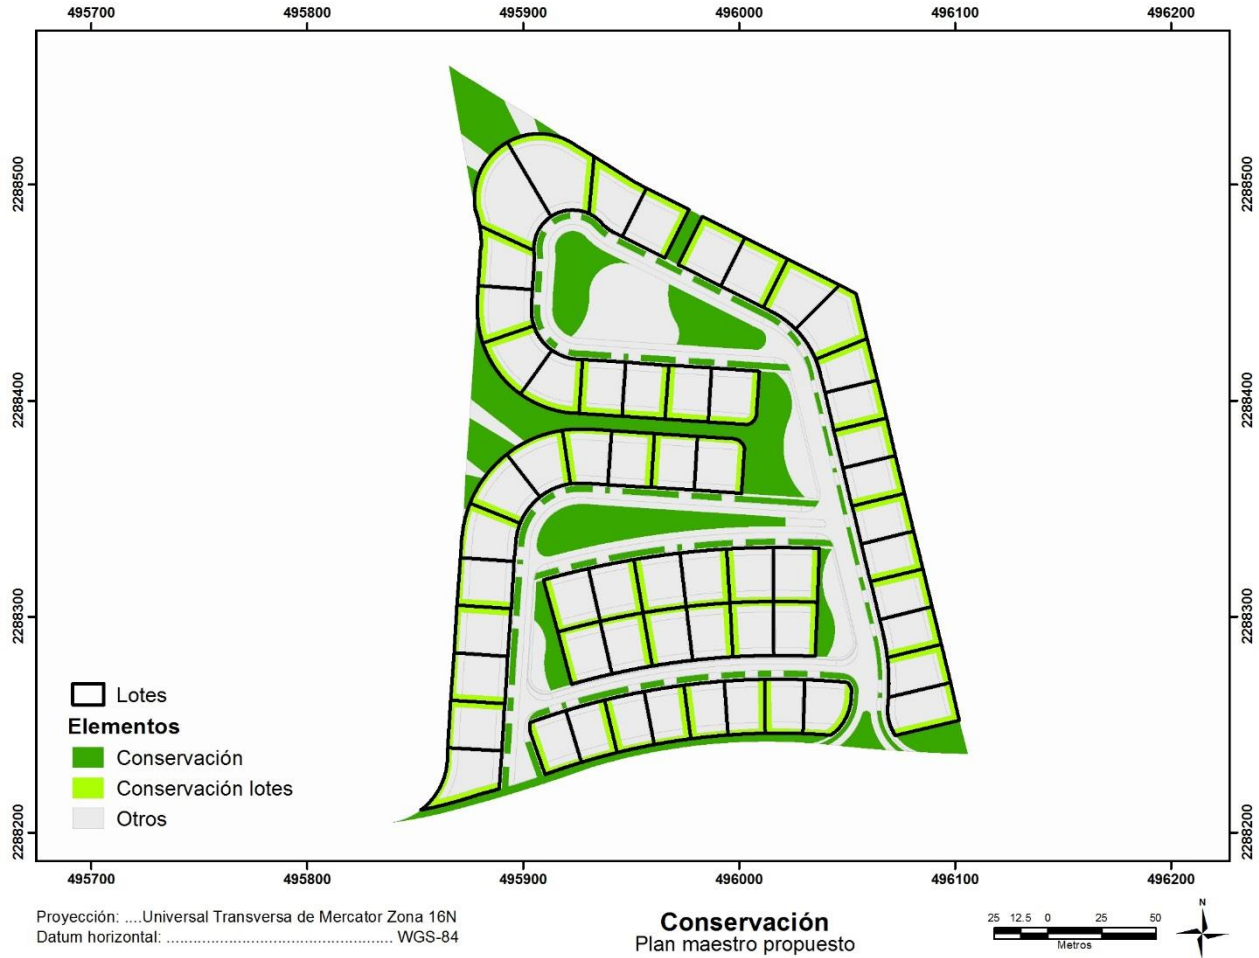 495700 495800 495900 496000 496100 496200
2288500 2288500
2288400 2288400
2288300 2288300
2288200 2288200
Lotes
Elementos
Conservación
Conservación lotes
Otros
495700 495800 495900 496000 496100 496200
Proyección: ....Universal Transversa de Mercator Zona 16N
Datum horizontal: .................................................... WGS-84
Conservación
Plan maestro propuesto
25 12.5 0 25 50
Metros
N